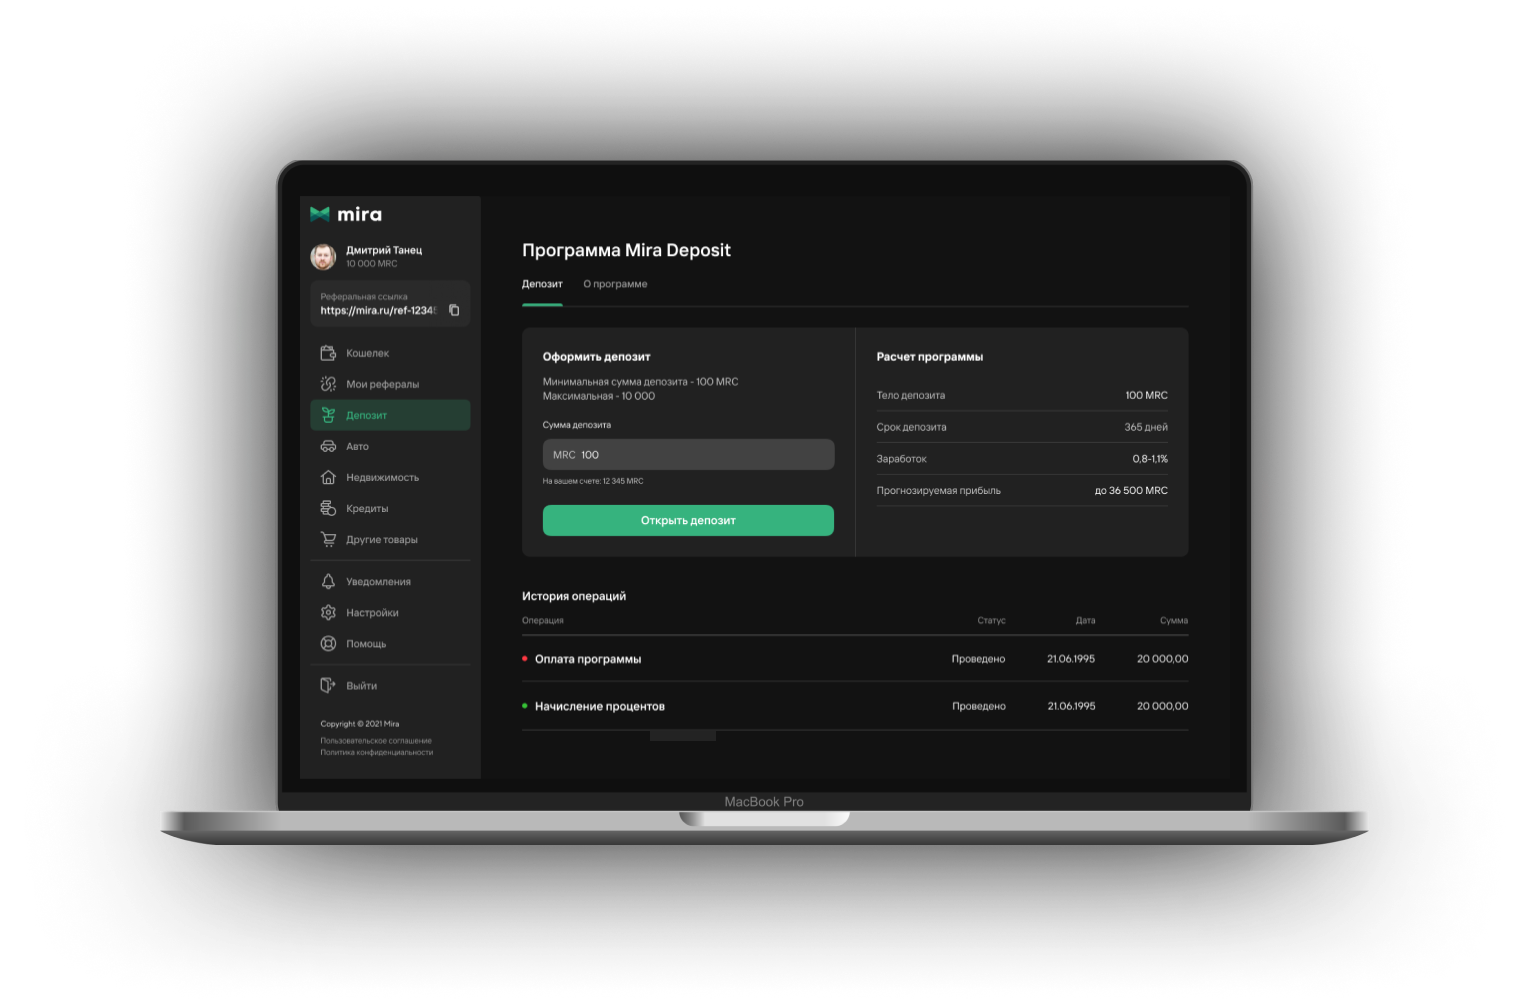 mira
Дмитрий Танец
10 000 MRC
Реферальная ссылка
https://mira.ru/ref-12345
Кошелек
Мои рефералы
Депозит
Авто
Недвижимость
Кредиты
Другие товары
Уведомления
Настройки
Помощь
Выйти
Copyright © 2021 Mira
Пользовательское соглашение
Политика конфиденциальности
Программа Mira Deposit
Депозит О программе
Оформить депозит
Минимальная сумма депозита - 100 MRC
Максимальная - 10 000
Сумма депозита
MRC 100
На вашем счете: 12 345 MRC
Открыть депозит
Расчет программы
Тело депозита 100 MRC
Срок депозита 365 дней
Заработок 0,8-1,1%
Прогнозируемая прибыль до 36 500 MRC
История операций
Операция Статус Дата Сумма
Оплата программы Проведено 21.06.1995 20 000,00
Начисление процентов Проведено 21.06.1995 20 000,00
MacBook Pro